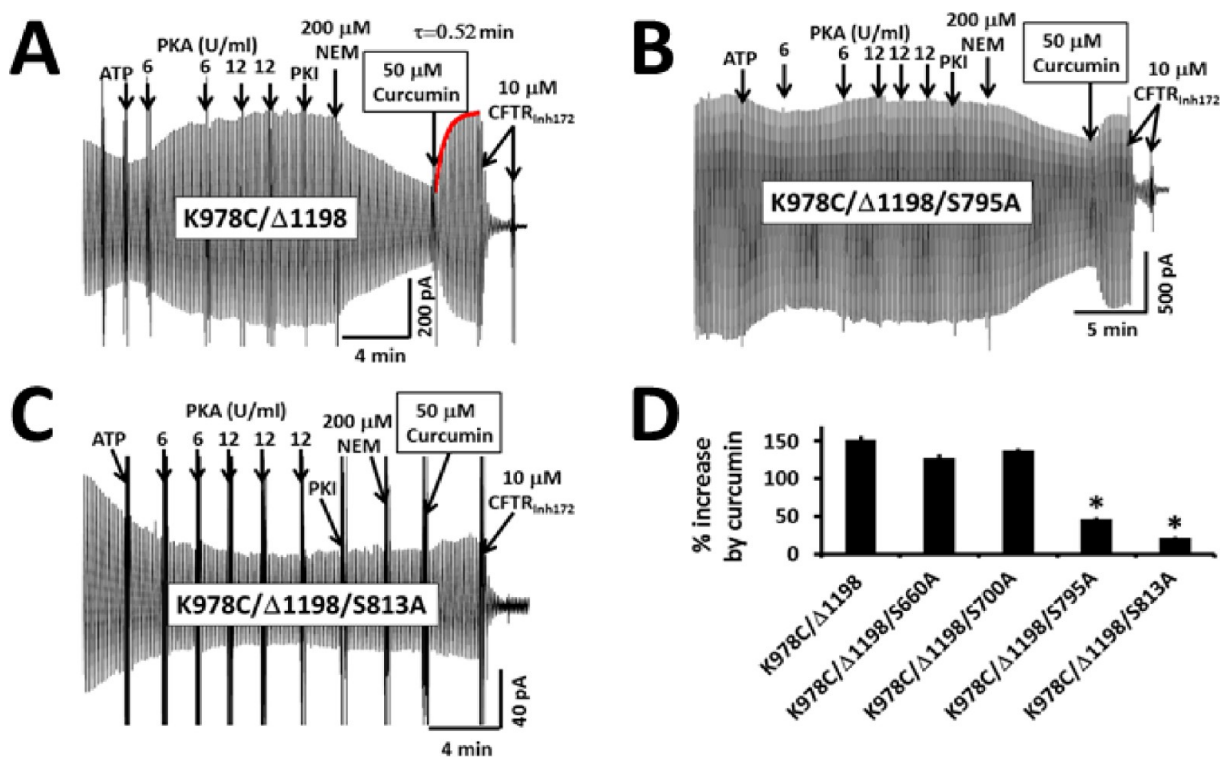 A
PKA (U/ml)
200 μM
NEM
τ=0.52 min
ATP 6 6 12 12 PKI
50 μM
Curcumin
10 μM
CFTRInh172
K978C/Δ1198
200 pA
4 min
B
PKA (U/ml)
200 μM
NEM
ATP 6 6 12 12 12 PKI
50 μM
Curcumin
10 μM
CFTRInh172
K978C/Δ1198/S795A
500 pA
5 min
C
PKA (U/ml)
200 μM
NEM
50 μM
Curcumin
ATP 6 6 12 12 12
PKI
10 μM
CFTRInh172
K978C/Δ1198/S813A
40 pA
4 min
D
% increase
by curcumin
150
100
50
0
* *
K978C/Δ1198
K978C/Δ1198/S660A
K978C/Δ1198/S700A
K978C/Δ1198/S795A
K978C/Δ1198/S813A